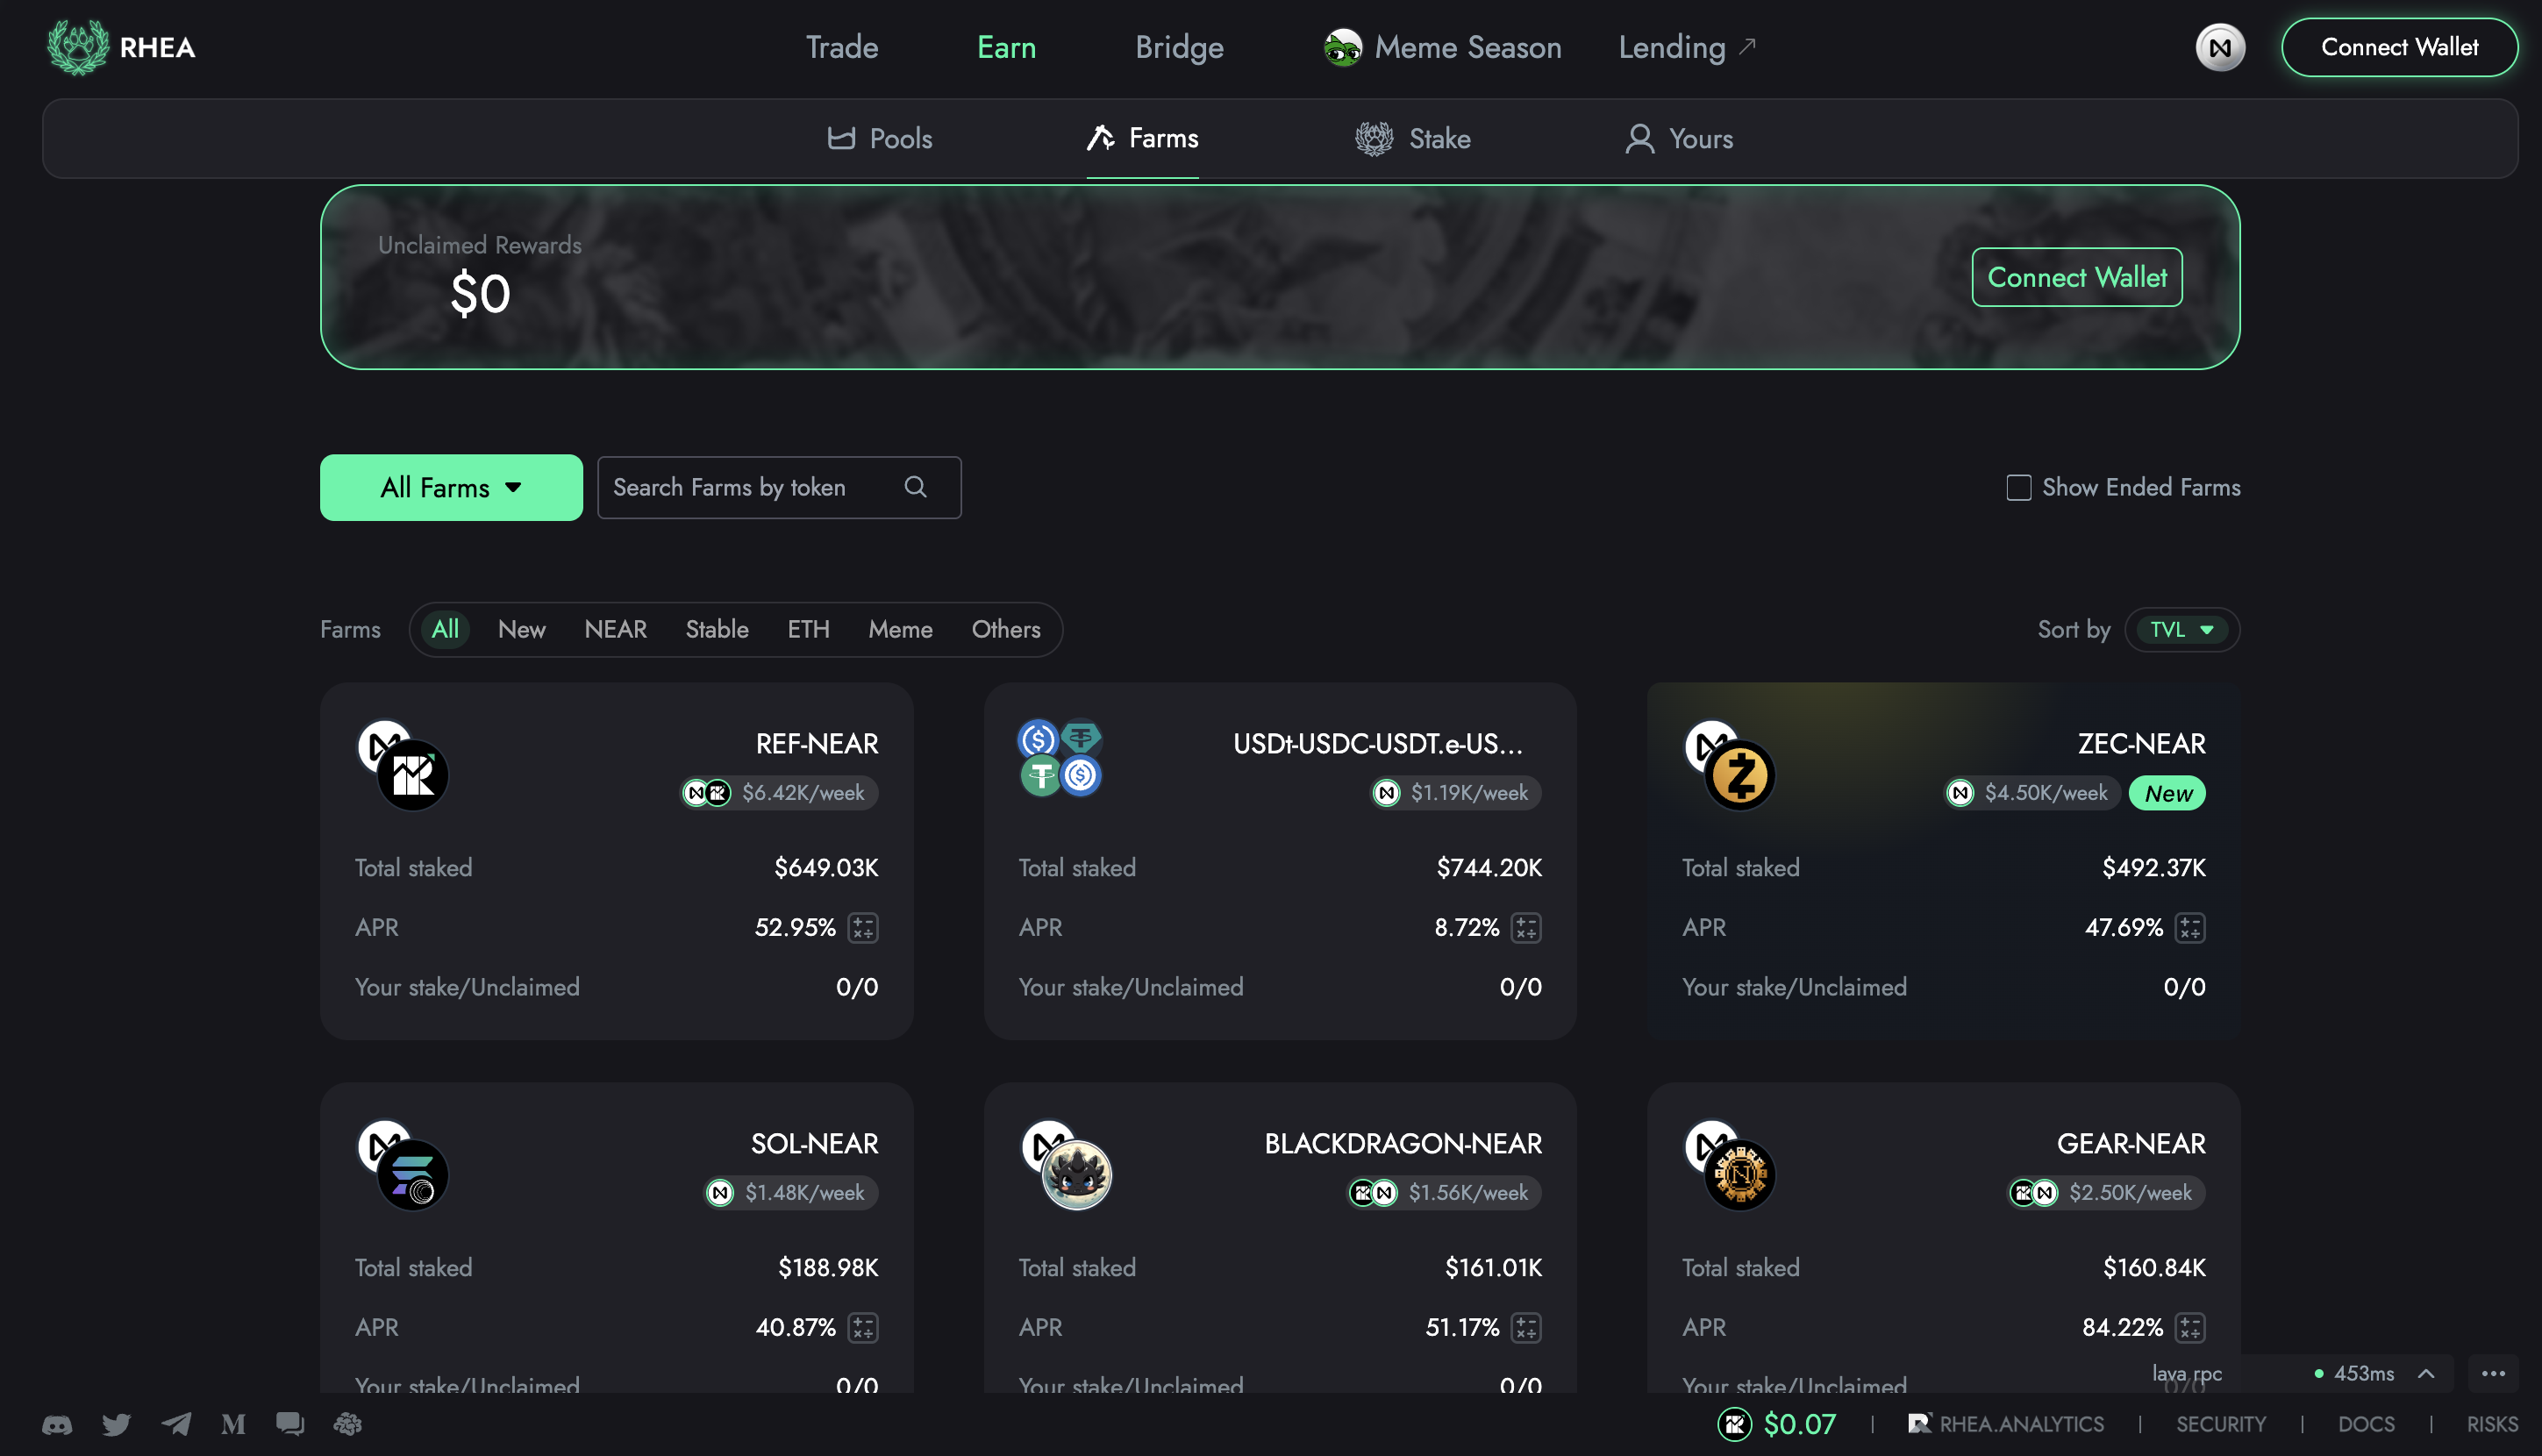 RHEA
Trade
Earn
Bridge
Meme Season
Lending
Connect Wallet
Pools
Farms
Stake
Yours
Unclaimed Rewards
$0
Connect Wallet
All Farms
Search Farms by token
Show Ended Farms
Farms
All
New
NEAR
Stable
ETH
Meme
Others
Sort by
TVL
REF-NEAR
$6.42K/week
Total staked
$649.03K
APR
52.95%
Your stake/Unclaimed
0/0
USDt-USDC-USDT.e-US...
$1.19K/week
Total staked
$744.20K
APR
8.72%
Your stake/Unclaimed
0/0
ZEC-NEAR
$4.50K/week
New
Total staked
$492.37K
APR
47.69%
Your stake/Unclaimed
0/0
SOL-NEAR
$1.48K/week
Total staked
$188.98K
APR
40.87%
Your stake/Unclaimed
0/0
BLACKDRAGON-NEAR
$1.56K/week
Total staked
$161.01K
APR
51.17%
Your stake/Unclaimed
0/0
GEAR-NEAR
$2.50K/week
Total staked
$160.84K
APR
84.22%
Your stake/Unclaimed
0/0
lava rpc
453ms
$0.07
RHEA.ANALYTICS
SECURITY
DOCS
RISKS